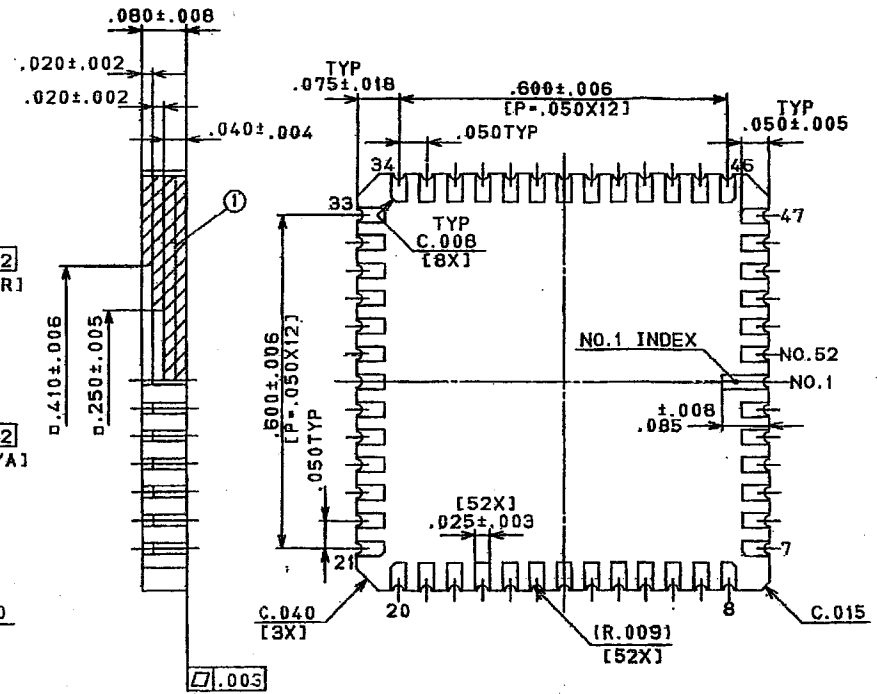 .080±.008
.020±.002
.020±.002
.040±.004
1
2
R]
□.410±.006
□.250±.005
2
/A]
0
.003
TYP
.075±.018
.600±.006
[P=.050X12]
.050TYP
TYP
.050±.005
34
46
33
47
TYP
C.008
[8X]
.600±.006
[P=.050X12]
.050TYP
NO.1 INDEX
NO.52
NO.1
±.008
.085
[52X]
.025±.003
21
7
C.040
[3X]
20
8
C.015
(R.009)
[52X]